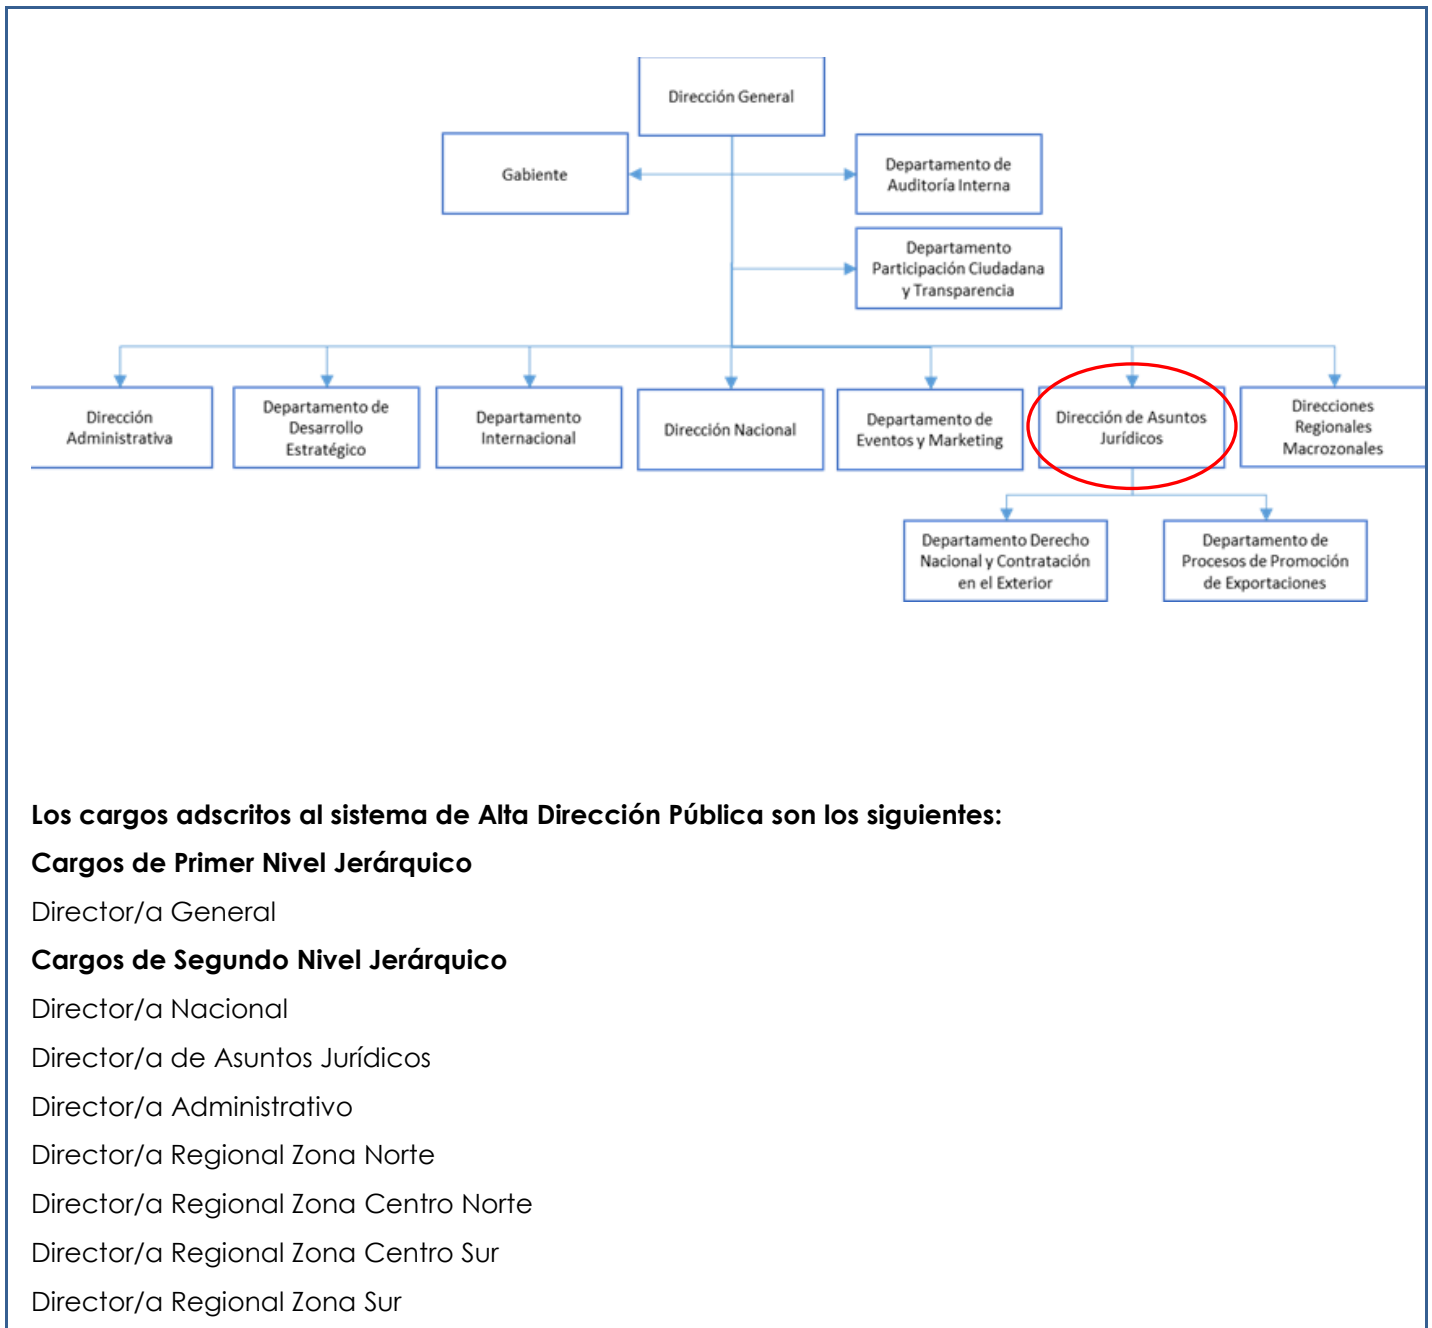 Dirección General
Gabiente
Departamento de
Auditoría Interna
Departamento
Participación Ciudadana
y Transparencia
Dirección
Administrativa
Departamento de
Desarrollo
Estratégico
Departamento
Internacional
Dirección Nacional
Departamento de
Eventos y Marketing
Dirección de Asuntos
Jurídicos
Direcciones
Regionales
Macrozonales
Departamento Derecho
Nacional y Contratación
en el Exterior
Departamento de
Procesos de Promoción
de Exportaciones
Los cargos adscritos al sistema de Alta Dirección Pública son los siguientes:
Cargos de Primer Nivel Jerárquico
Director/a General
Cargos de Segundo Nivel Jerárquico
Director/a Nacional
Director/a de Asuntos Jurídicos
Director/a Administrativo
Director/a Regional Zona Norte
Director/a Regional Zona Centro Norte
Director/a Regional Zona Centro Sur
Director/a Regional Zona Sur